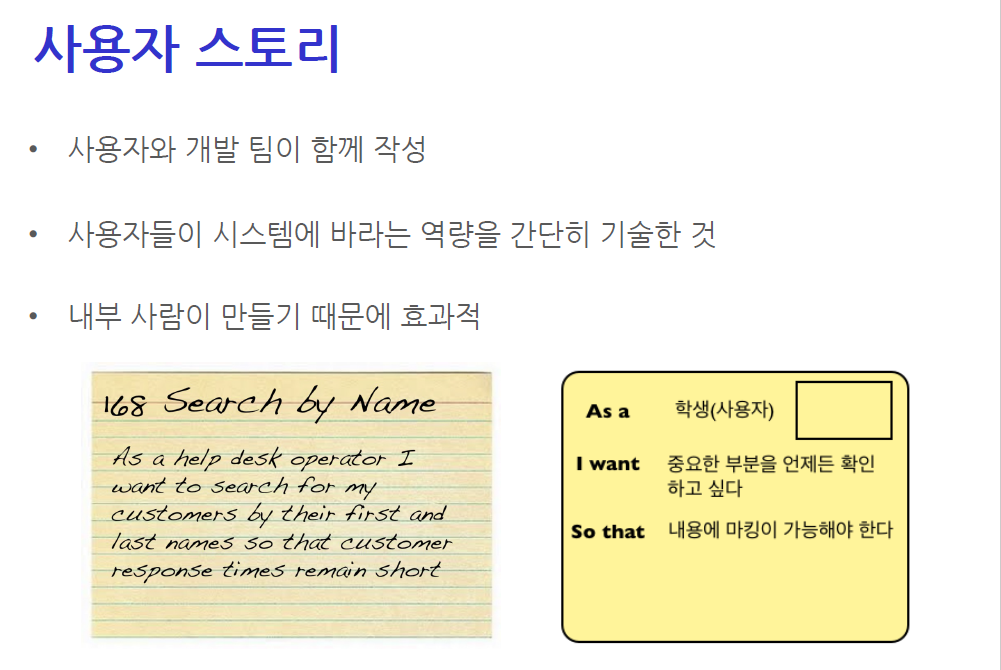 사용자 스토리
• 사용자와 개발 팀이 함께 작성
• 사용자들이 시스템에 바라는 역량을 간단히 기술한 것
• 내부 사람이 만들기 때문에 효과적
168 Search by Name
As a help desk operator I
want to search for my
customers by their first and
last names so that customer
response times remain short
As a 학생(사용자)
I want 중요한 부분을 언제든 확인
하고 싶다
So that 내용에 마킹이 가능해야 한다